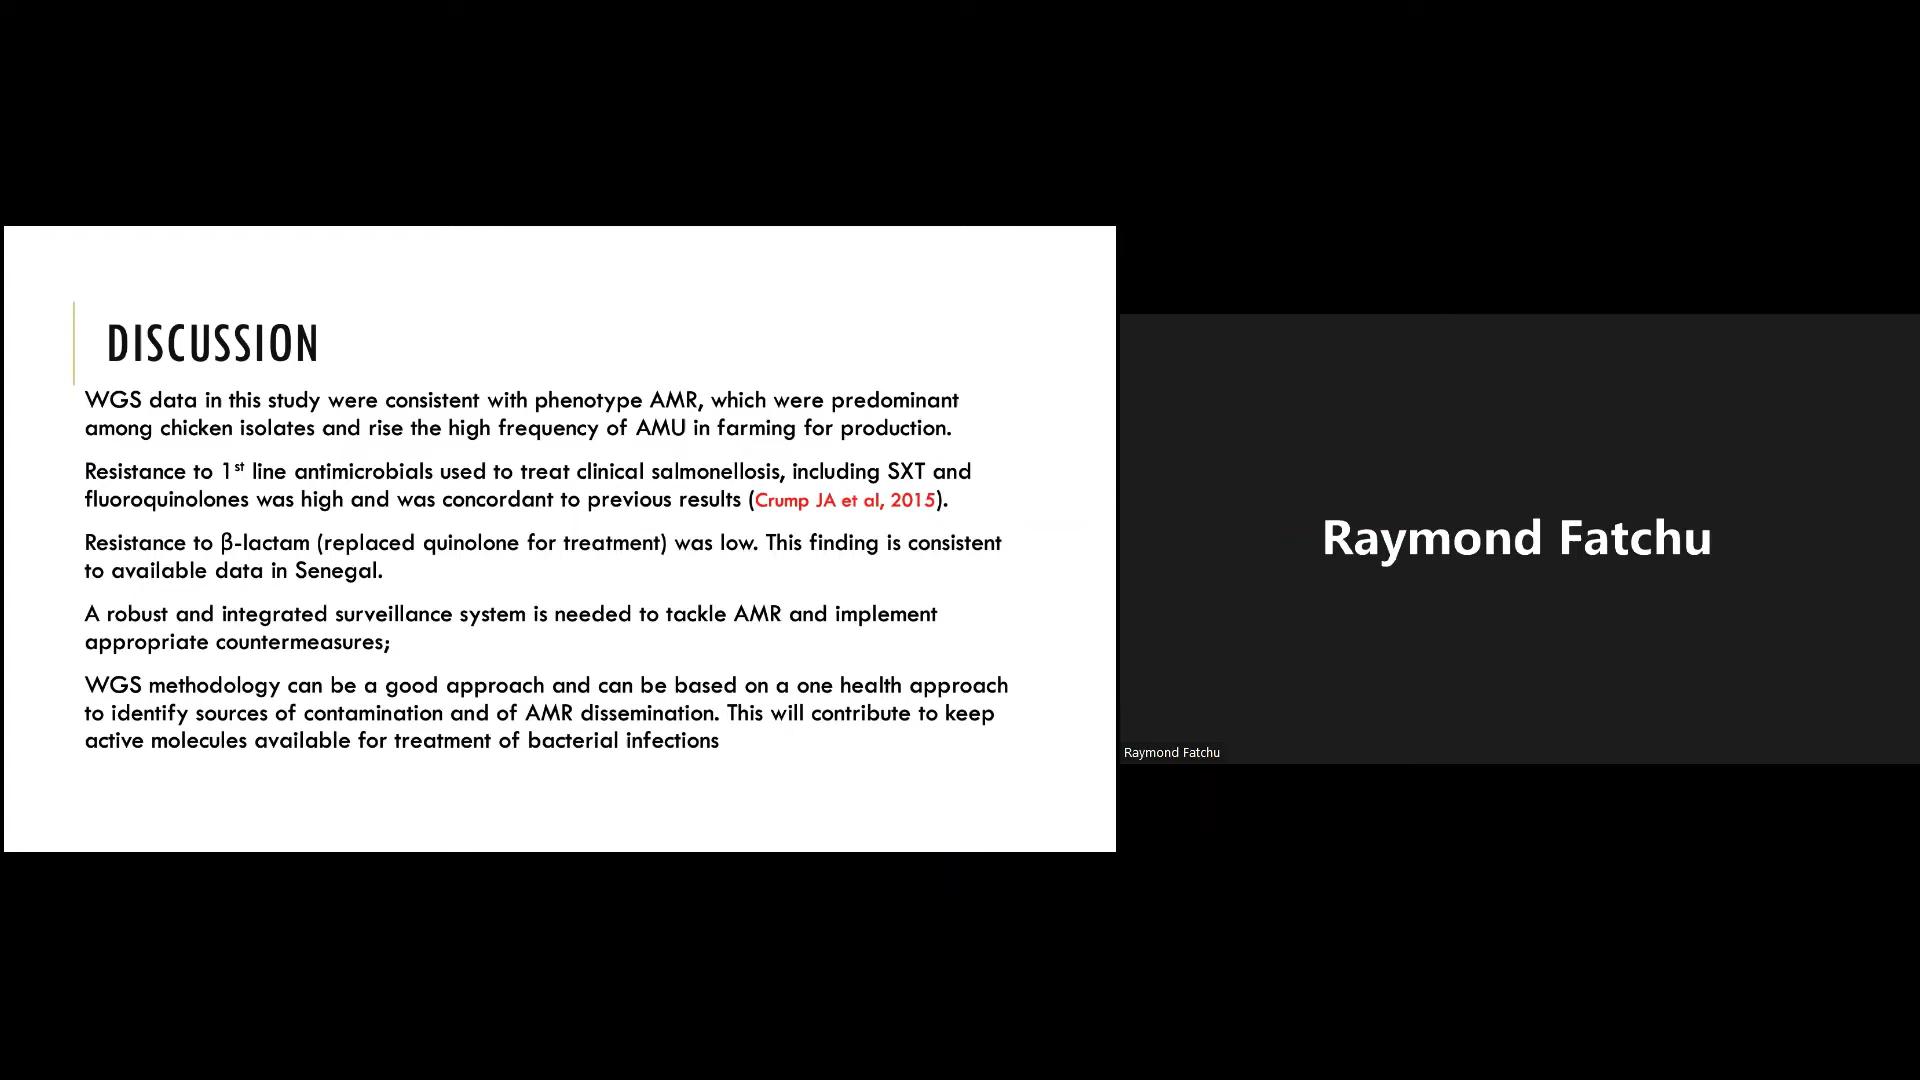 DISCUSSION
WGS data in this study were consistent with phenotype AMR, which were predominant
among chicken isolates and rise the high frequency of AMU in farming for production.
Resistance to 1st line antimicrobials used to treat clinical salmonellosis, including SXT and
fluoroquinolones was high and was concordant to previous results (Crump JA et al, 2015).
Resistance to β-lactam (replaced quinolone for treatment) was low. This finding is consistent
to available data in Senegal.
A robust and integrated surveillance system is needed to tackle AMR and implement
appropriate countermeasures;
WGS methodology can be a good approach and can be based on a one health approach
to identify sources of contamination and of AMR dissemination. This will contribute to keep
active molecules available for treatment of bacterial infections
Raymond Fatchu
Raymond Fatchu